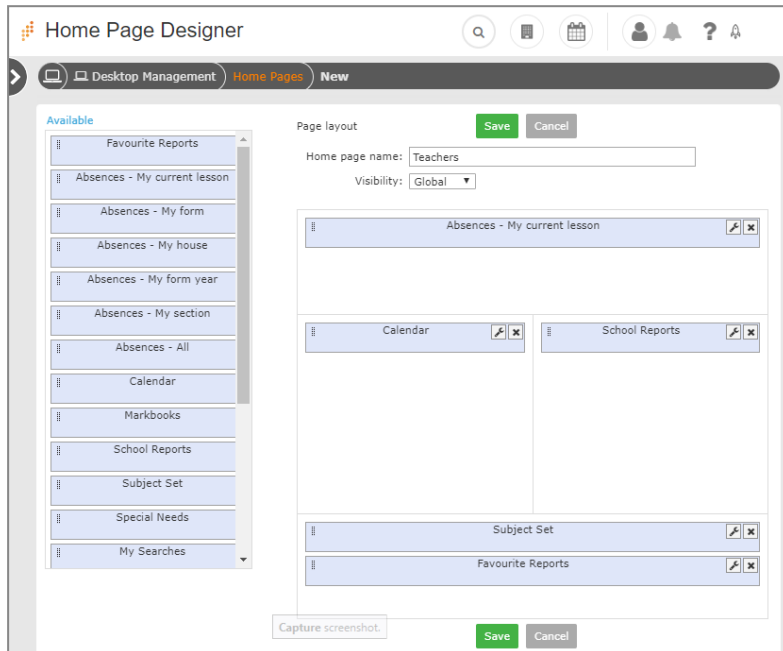 Home Page Designer
?
Desktop Management
Home Pages
New
Available
Favourite Reports
Absences - My current lesson
Absences - My form
Absences - My house
Absences - My form year
Absences - My section
Absences - All
Calendar
Markbooks
School Reports
Subject Set
Special Needs
My Searches
Page layout
Save
Cancel
Home page name: Teachers
Visibility: Global
Absences - My current lesson
Calendar
School Reports
Subject Set
Favourite Reports
Capture screenshot.
Save
Cancel